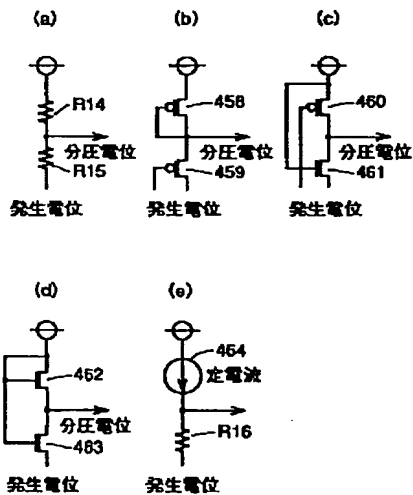 (a)
(b)
(c)
R14
分圧電位
R15
発生電位
458
分圧電位
459
発生電位
460
分圧電位
461
発生電位
(d)
(e)
462
分圧電位
463
発生電位
464
定電流
R16
発生電位